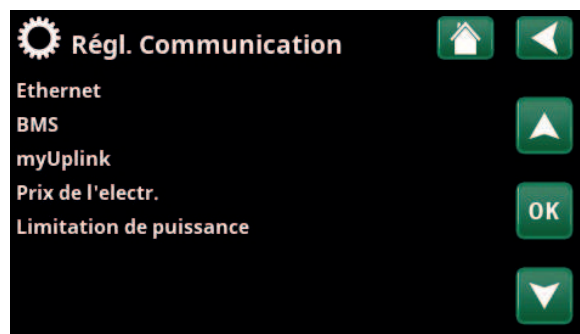 Régl. Communication
Ethernet
BMS
myUplink
Prix de l'electr.
OK
Limitation de puissance